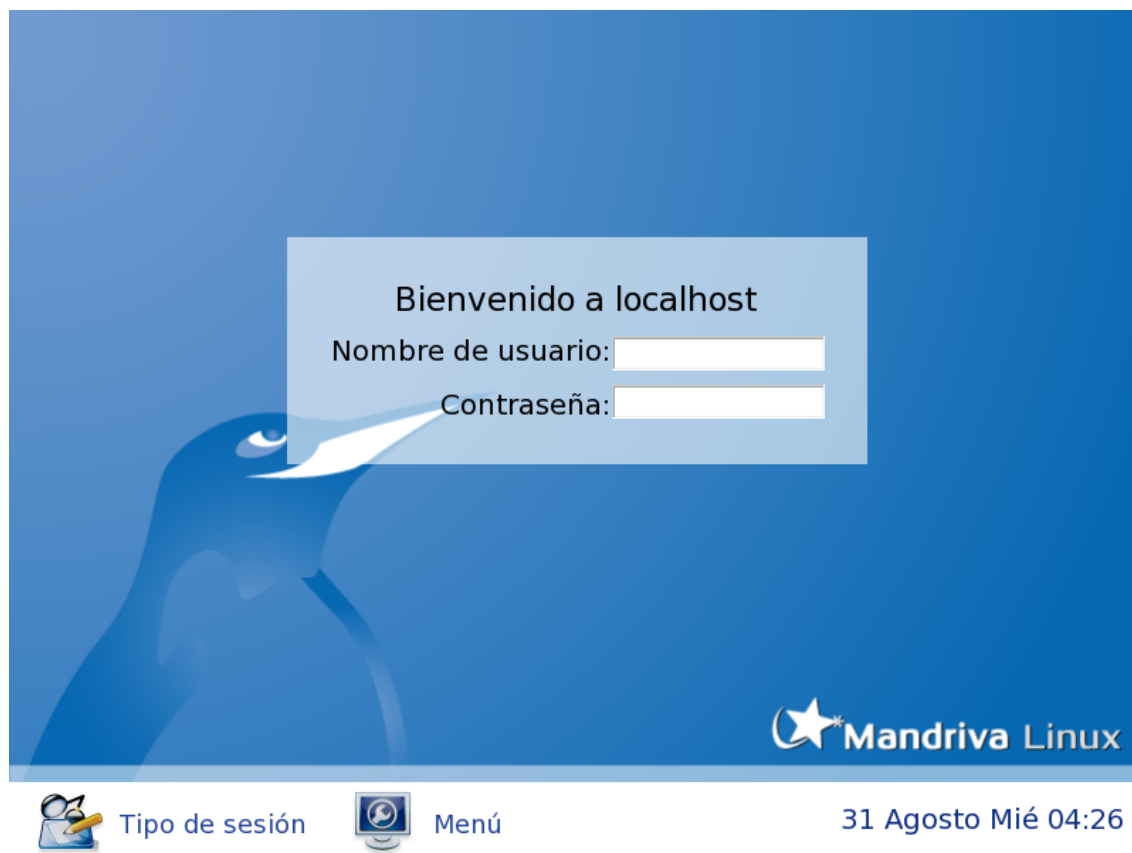 Bienvenido a localhost
Nombre de usuario:
Contraseña:
Mandriva Linux
Tipo de sesión
Menú
31 Agosto Mié 04:26